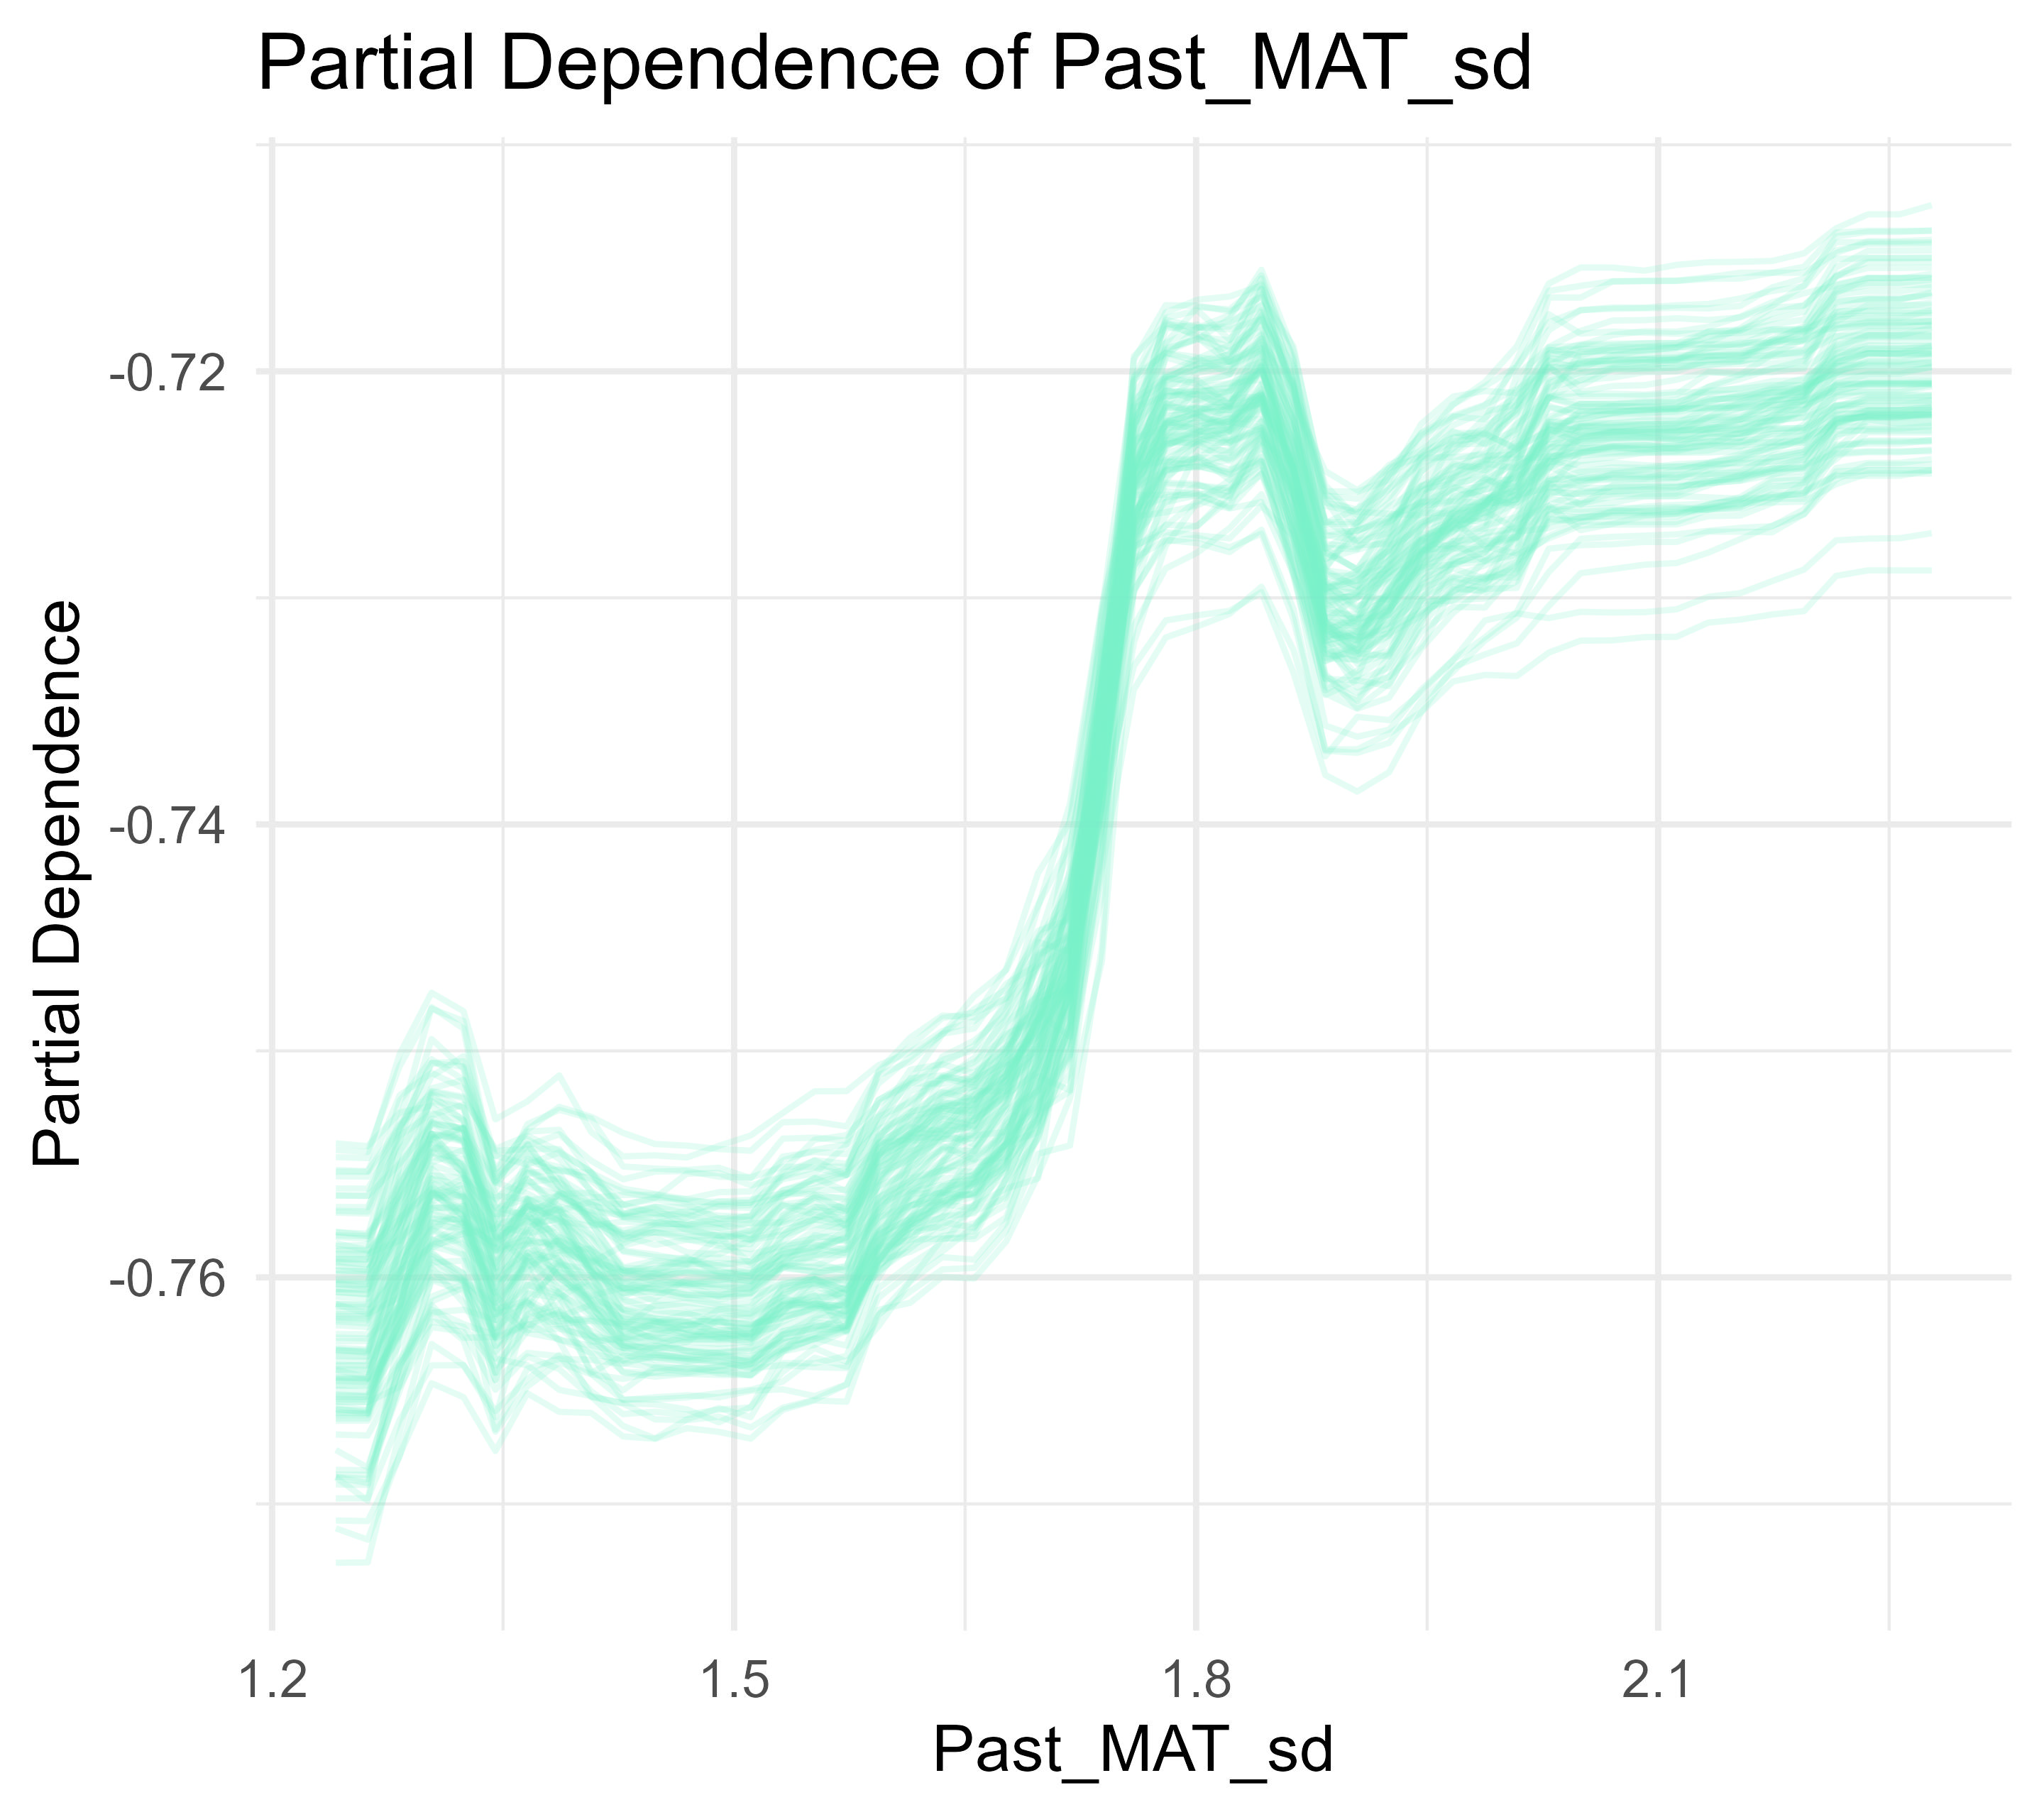 Partial Dependence of Past_MAT_sd
Partial Dependence
-0.72
-0.74
-0.76
1.2
1.5
1.8
2.1
Past_MAT_sd